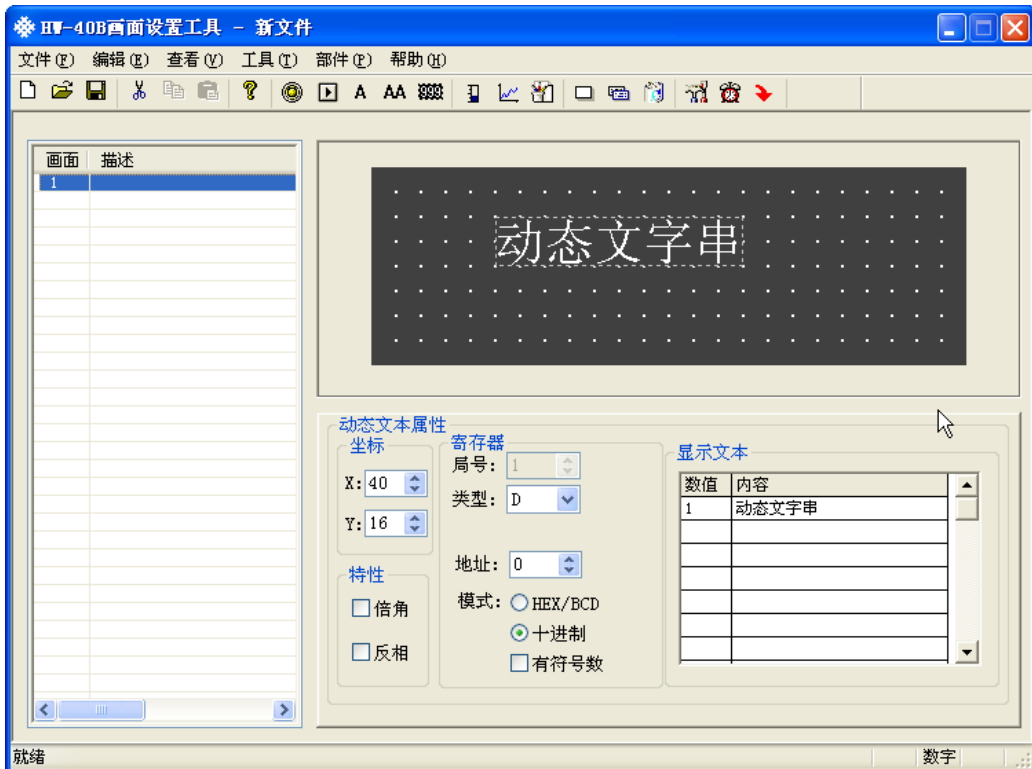 HW-40B画面设置工具 - 新文件
文件(F) 编辑(E) 查看(V) 工具(T) 部件(P) 帮助(H)
A AA
画面 描述
1
动态文字串
动态文本属性
坐标
X: 40
Y: 16
特性
倍角
反相
寄存器
局号: 1
类型: D
地址: 0
模式: HEX/BCD
十进制
有符号数
显示文本
数值 内容
1 动态文字串
就绪
数字